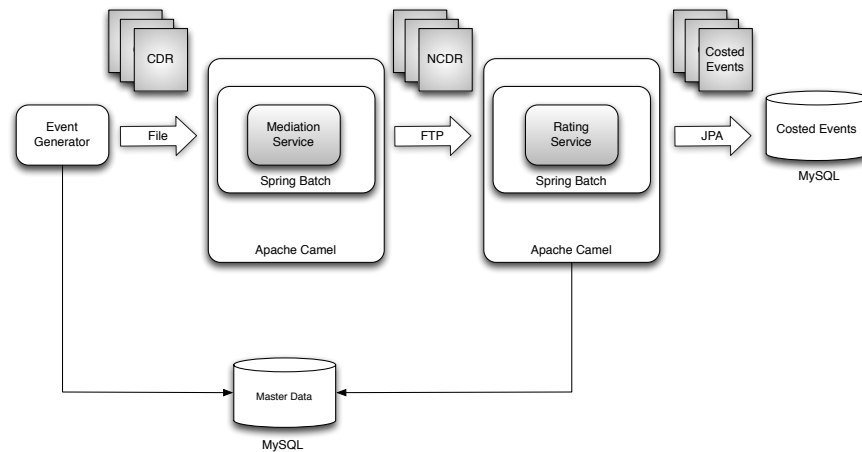 CDR
NCDR
Costed
Events
Event
Generator
File
Mediation
Service
Spring Batch
Apache Camel
FTP
Rating
Service
Spring Batch
Apache Camel
JPA
Costed Events
MySQL
Master Data
MySQL